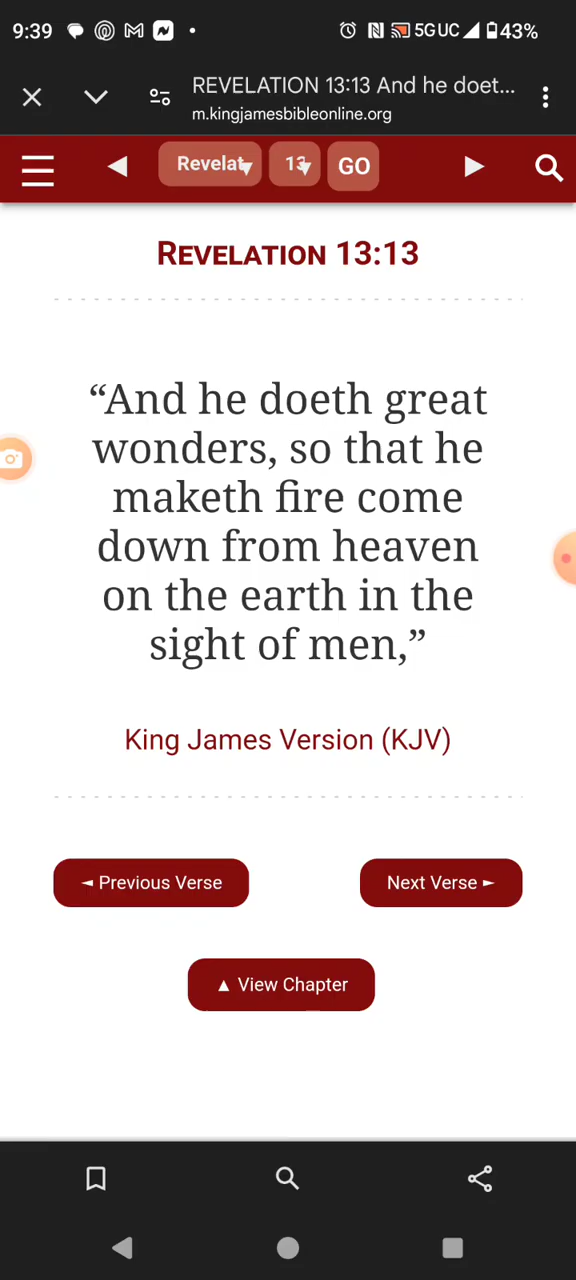 9:39 5G UC 43%
REVELATION 13:13 And he doet...
m.kingjamesbibleonline.org
Revelat 13 GO
REVELATION 13:13
“And he doeth great
wonders, so that he
maketh fire come
down from heaven
on the earth in the
sight of men,”
King James Version (KJV)
◄ Previous Verse Next Verse ►
▲ View Chapter